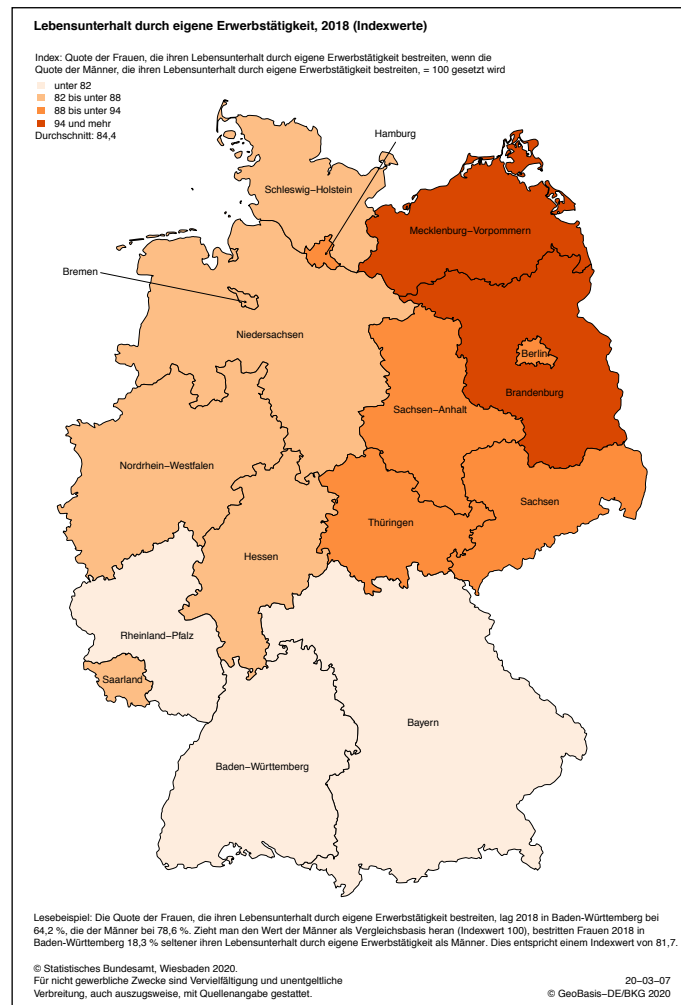 Lebensunterhalt durch eigene Erwerbstätigkeit, 2018 (Indexwerte)
Index: Quote der Frauen, die ihren Lebensunterhalt durch eigene Erwerbstätigkeit bestreiten, wenn die
Quote der Männer, die ihren Lebensunterhalt durch eigene Erwerbstätigkeit bestreiten, = 100 gesetzt wird
unter 82
82 bis unter 88
88 bis unter 94
94 und mehr
Durchschnitt: 84,4
Hamburg
Schleswig−Holstein
Mecklenburg−Vorpommern
Bremen
Niedersachsen
Berlin
Brandenburg
Sachsen−Anhalt
Nordrhein−Westfalen
Sachsen
Thüringen
Hessen
Rheinland−Pfalz
Saarland
Bayern
Baden−Württemberg
Lesebeispiel: Die Quote der Frauen, die ihren Lebensunterhalt durch eigene Erwerbstätigkeit bestreiten, lag 2018 in Baden-Württemberg bei
64,2 %, die der Männer bei 78,6 %. Zieht man den Wert der Männer als Vergleichsbasis heran (Indexwert 100), bestritten Frauen 2018 in
Baden-Württemberg 18,3 % seltener ihren Lebensunterhalt durch eigene Erwerbstätigkeit als Männer. Dies entspricht einem Indexwert von 81,7.
© Statistisches Bundesamt, Wiesbaden 2020.
Für nicht gewerbliche Zwecke sind Vervielfältigung und unentgeltliche
Verbreitung, auch auszugsweise, mit Quellenangabe gestattet.
20−03−07
© GeoBasis−DE/BKG 2020